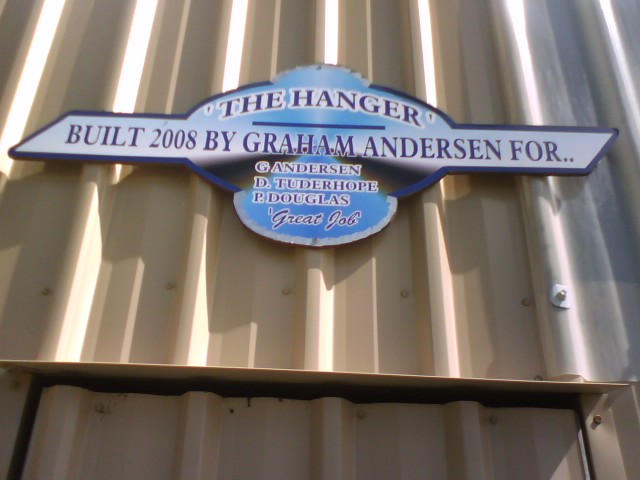 'THE HANGER'
BUILT 2008 BY GRAHAM ANDERSEN FOR..
G ANDERSEN
D. TUDERHOPE
P. DOUGLAS
'Great Job'